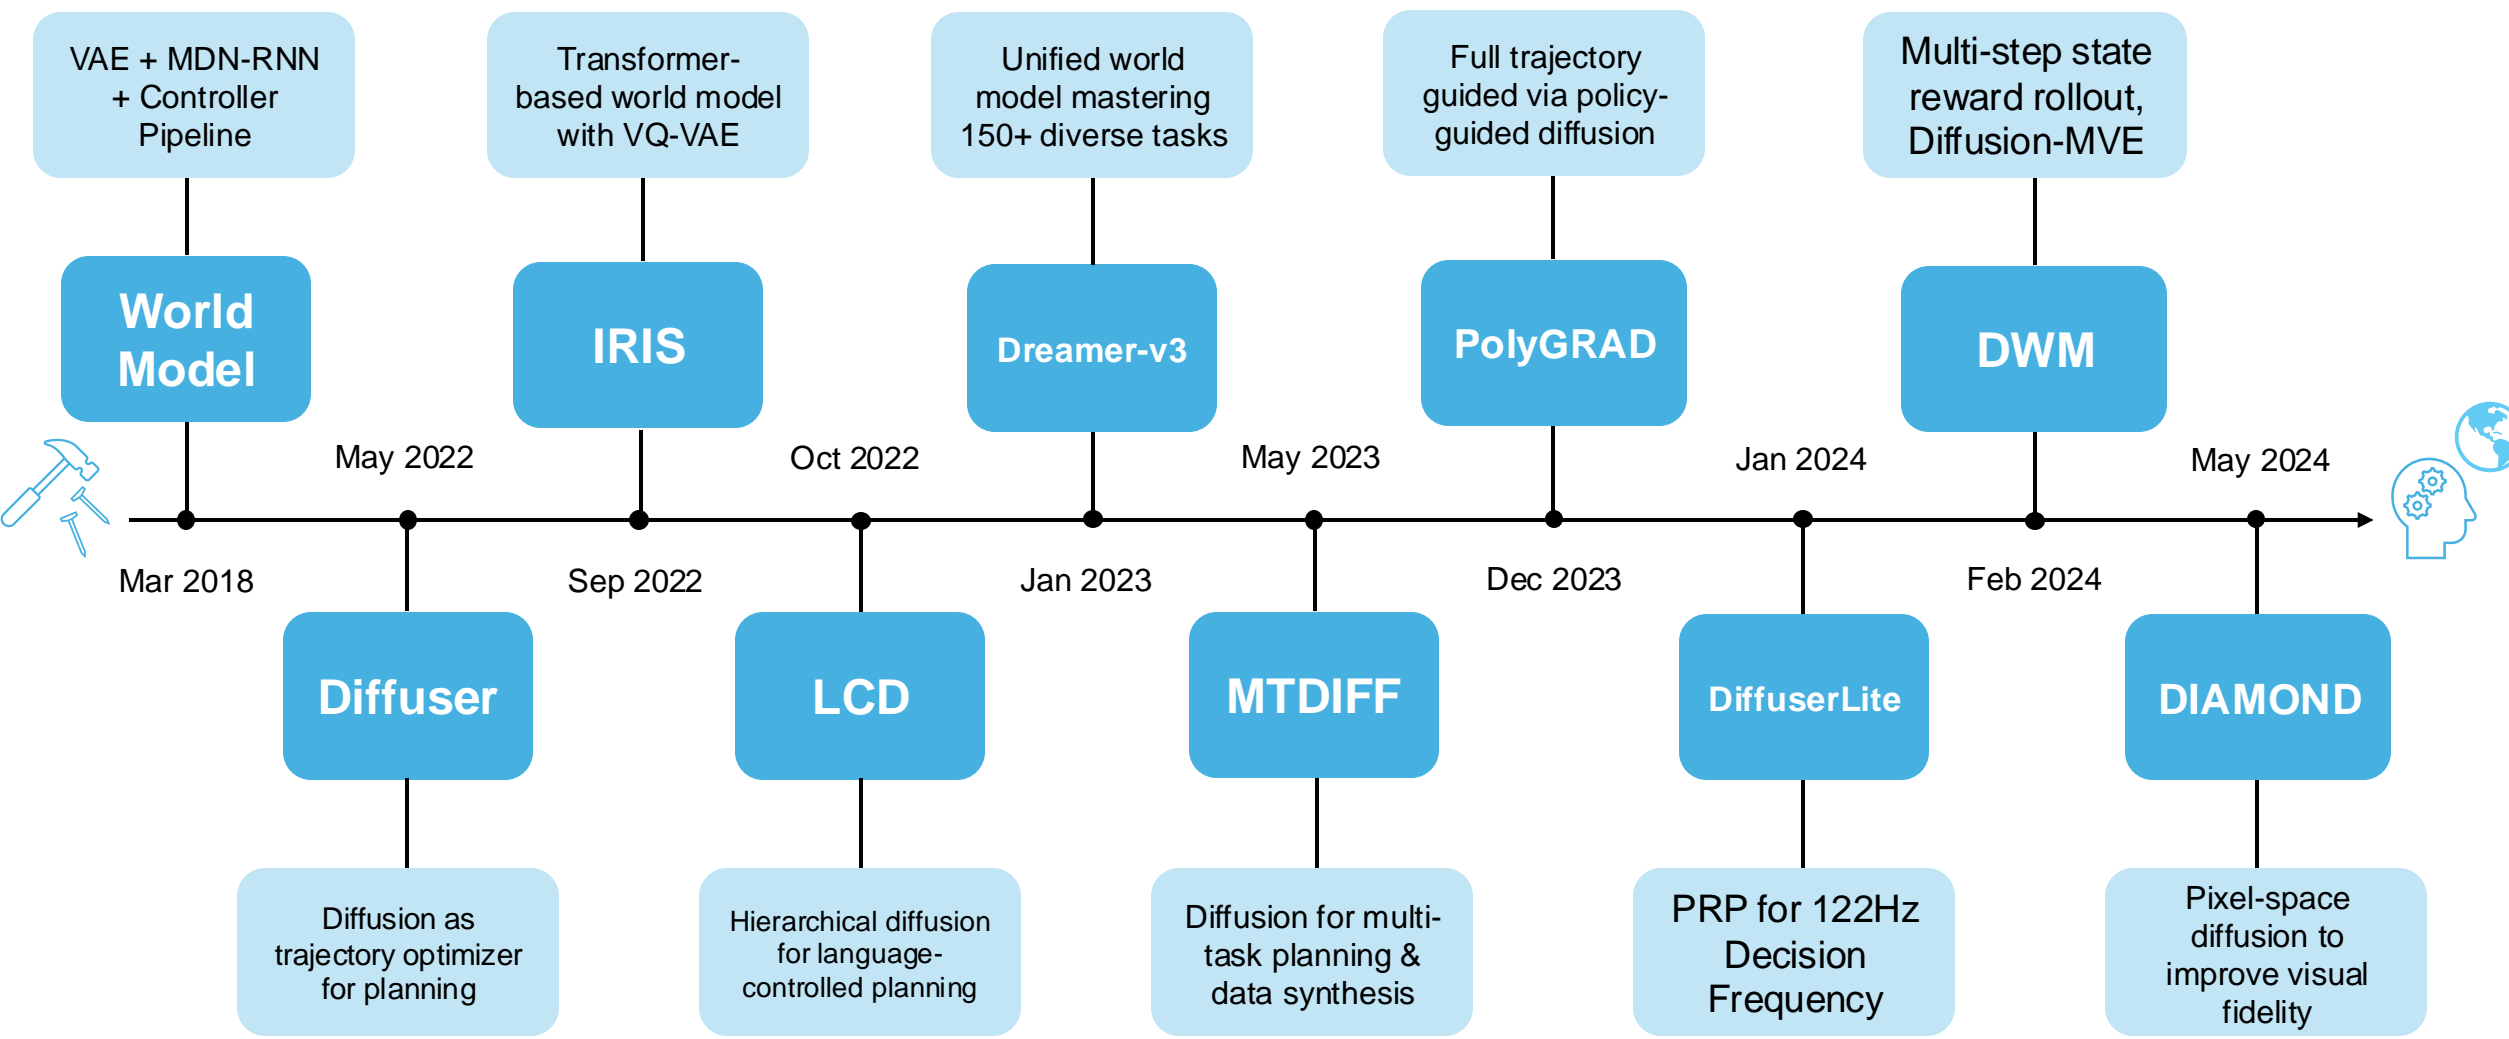 VAE + MDN-RNN
+ Controller
Pipeline
Transformer-
based world model
with VQ-VAE
Unified world
model mastering
150+ diverse tasks
Full trajectory
guided via policy-
guided diffusion
Multi-step state
reward rollout,
Diffusion-MVE
World
Model
IRIS
Dreamer-v3
PolyGRAD
DWM
May 2022
Oct 2022
May 2023
Jan 2024
May 2024
Mar 2018
Sep 2022
Jan 2023
Dec 2023
Feb 2024
Diffuser
LCD
MTDIFF
DiffuserLite
DIAMOND
Diffusion as
trajectory optimizer
for planning
Hierarchical diffusion
for language-
controlled planning
Diffusion for multi-
task planning &
data synthesis
PRP for 122Hz
Decision
Frequency
Pixel-space
diffusion to
improve visual
fidelity